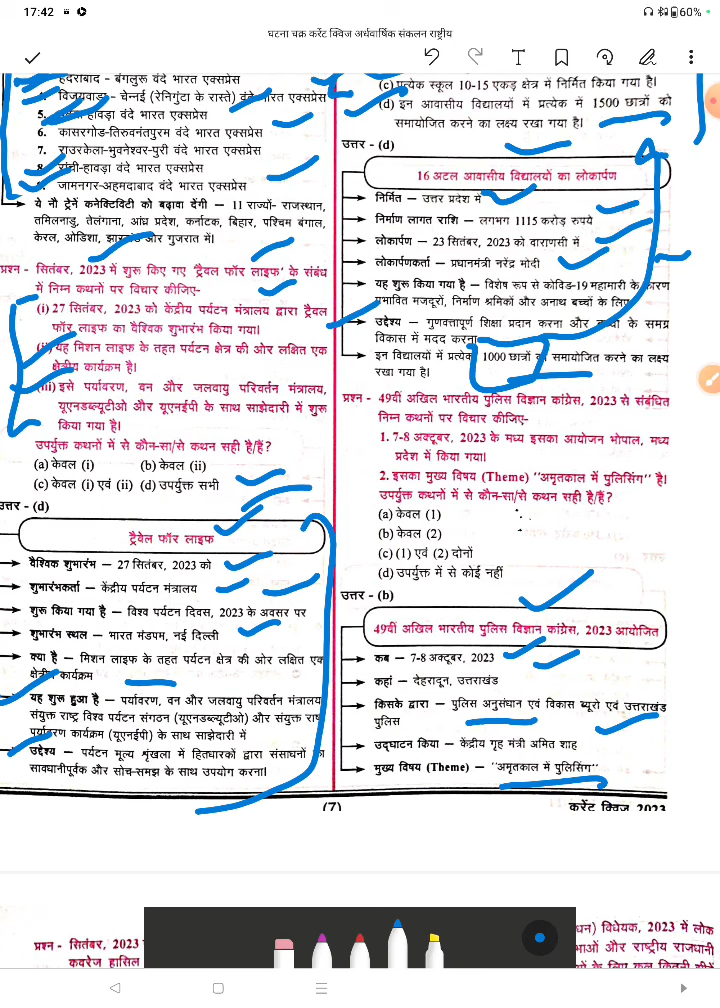 17:42
60%
घटना चक्र करेंट क्विज अर्धवार्षिक संकलन राष्ट्रीय
हैदराबाद - बेंगलुरू वंदे भारत एक्सप्रेस
विजयवाड़ा - चेन्नई (रेनिगुंटा के रास्ते) वंदे भारत एक्सप्रेस
5. हावड़ा वंदे भारत एक्सप्रेस
6. कासरगोड-तिरुवनंतपुरम वंदे भारत एक्सप्रेस
7. राउरकेला-भुवनेश्वर-पुरी वंदे भारत एक्सप्रेस
8. रांची-हावड़ा वंदे भारत एक्सप्रेस
जामनगर-अहमदाबाद वंदे भारत एक्सप्रेस
ये नौ ट्रेनें कनेक्टिविटी को बढ़ावा देंगी - 11 राज्यों- राजस्थान,
तमिलनाडु, तेलंगाना, आंध्र प्रदेश, कर्नाटक, बिहार, पश्चिम बंगाल,
केरल, ओडिशा, झारखंड और गुजरात में।
प्रश्न - सितंबर, 2023 में शुरू किए गए 'ट्रैवल फॉर लाइफ' के संबंध
में निम्न कथनों पर विचार कीजिए-
(i) 27 सितंबर, 2023 को केंद्रीय पर्यटन मंत्रालय द्वारा ट्रैवल
फॉर लाइफ का वैश्विक शुभारंभ किया गया।
(ii) यह मिशन लाइफ के तहत पर्यटन क्षेत्र की ओर लक्षित एक
क्षेत्रीय कार्यक्रम है।
(iii) इसे पर्यावरण, वन और जलवायु परिवर्तन मंत्रालय,
यूएनडब्ल्यूटीओ और यूएनईपी के साथ साझेदारी में शुरू
किया गया है।
उपर्युक्त कथनों में से कौन-सा/से कथन सही है/हैं?
(a) केवल (i) (b) केवल (ii)
(c) केवल (i) एवं (ii) (d) उपर्युक्त सभी
उत्तर - (d)
ट्रैवेल फॉर लाइफ
वैश्विक शुभारंभ – 27 सितंबर, 2023 को
शुभारंभकर्ता – केंद्रीय पर्यटन मंत्रालय
शुरू किया गया है – विश्व पर्यटन दिवस, 2023 के अवसर पर
शुभारंभ स्थल – भारत मंडपम, नई दिल्ली
क्या है – मिशन लाइफ के तहत पर्यटन क्षेत्र की ओर लक्षित एक
क्षेत्रीय कार्यक्रम
यह शुरू हुआ है – पर्यावरण, वन और जलवायु परिवर्तन मंत्रालय
संयुक्त राष्ट्र विश्व पर्यटन संगठन (यूएनडब्ल्यूटीओ) और संयुक्त राष्ट्र
पर्यावरण कार्यक्रम (यूएनईपी) के साथ साझेदारी में
उद्देश्य – पर्यटन मूल्य शृंखला में हितधारकों द्वारा संसाधनों का
सावधानीपूर्वक और सोच-समझ के साथ उपयोग करना।
(c) प्रत्येक स्कूल 10-15 एकड़ क्षेत्र में निर्मित किया गया है।
(d) इन आवासीय विद्यालयों में प्रत्येक में 1500 छात्रों को
समायोजित करने का लक्ष्य रखा गया है।
उत्तर - (d)
16 अटल आवासीय विद्यालयों का लोकार्पण
निर्मित – उत्तर प्रदेश में
निर्माण लागत राशि – लगभग 1115 करोड़ रुपये
लोकार्पण – 23 सितंबर, 2023 को वाराणसी में
लोकार्पणकर्ता – प्रधानमंत्री नरेंद्र मोदी
यह शुरू किया गया है – विशेष रूप से कोविड-19 महामारी के कारण
प्रभावित मजदूरों, निर्माण श्रमिकों और अनाथ बच्चों के लिए
उद्देश्य – गुणवत्तापूर्ण शिक्षा प्रदान करना और बच्चों के समग्र
विकास में मदद करना
इन विद्यालयों में प्रत्येक 1000 छात्रों को समायोजित करने का लक्ष्य
रखा गया है।
प्रश्न - 49वीं अखिल भारतीय पुलिस विज्ञान कांग्रेस, 2023 से संबंधित
निम्न कथनों पर विचार कीजिए-
1. 7-8 अक्टूबर, 2023 के मध्य इसका आयोजन भोपाल, मध्य
प्रदेश में किया गया।
2. इसका मुख्य विषय (Theme) ''अमृतकाल में पुलिसिंग'' है।
उपर्युक्त कथनों में से कौन-सा/से कथन सही है/हैं?
(a) केवल (1)
(b) केवल (2)
(c) (1) एवं (2) दोनों
(d) उपर्युक्त में से कोई नहीं
उत्तर - (b)
49वीं अखिल भारतीय पुलिस विज्ञान कांग्रेस, 2023 आयोजित
कब – 7-8 अक्टूबर, 2023
कहां – देहरादून, उत्तराखंड
किसके द्वारा – पुलिस अनुसंधान एवं विकास ब्यूरो एवं उत्तराखंड
पुलिस
उद्घाटन किया – केंद्रीय गृह मंत्री अमित शाह
मुख्य विषय (Theme) – ''अमृतकाल में पुलिसिंग''
(7)
करेंट क्विज 2023
प्रश्न - सितंबर, 2023
कवरेज हासिल
धन) विधेयक, 2023 में लोक
भाओं और राष्ट्रीय राजधानी